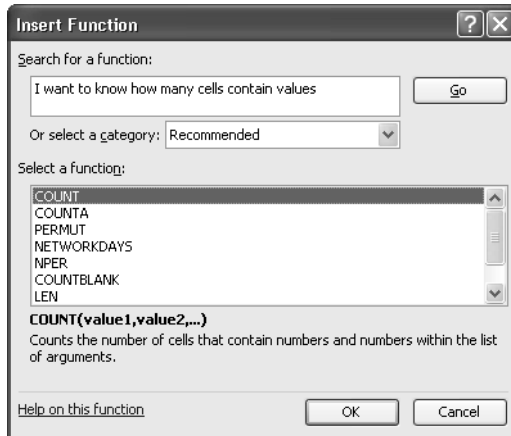 Insert Function
Search for a function:
I want to know how many cells contain values
Go
Or select a category: Recommended
Select a function:
COUNT
COUNTA
PERMUT
NETWORKDAYS
NPER
COUNTBLANK
LEN
COUNT(value1,value2,...)
Counts the number of cells that contain numbers and numbers within the list
of arguments.
Help on this function
OK
Cancel